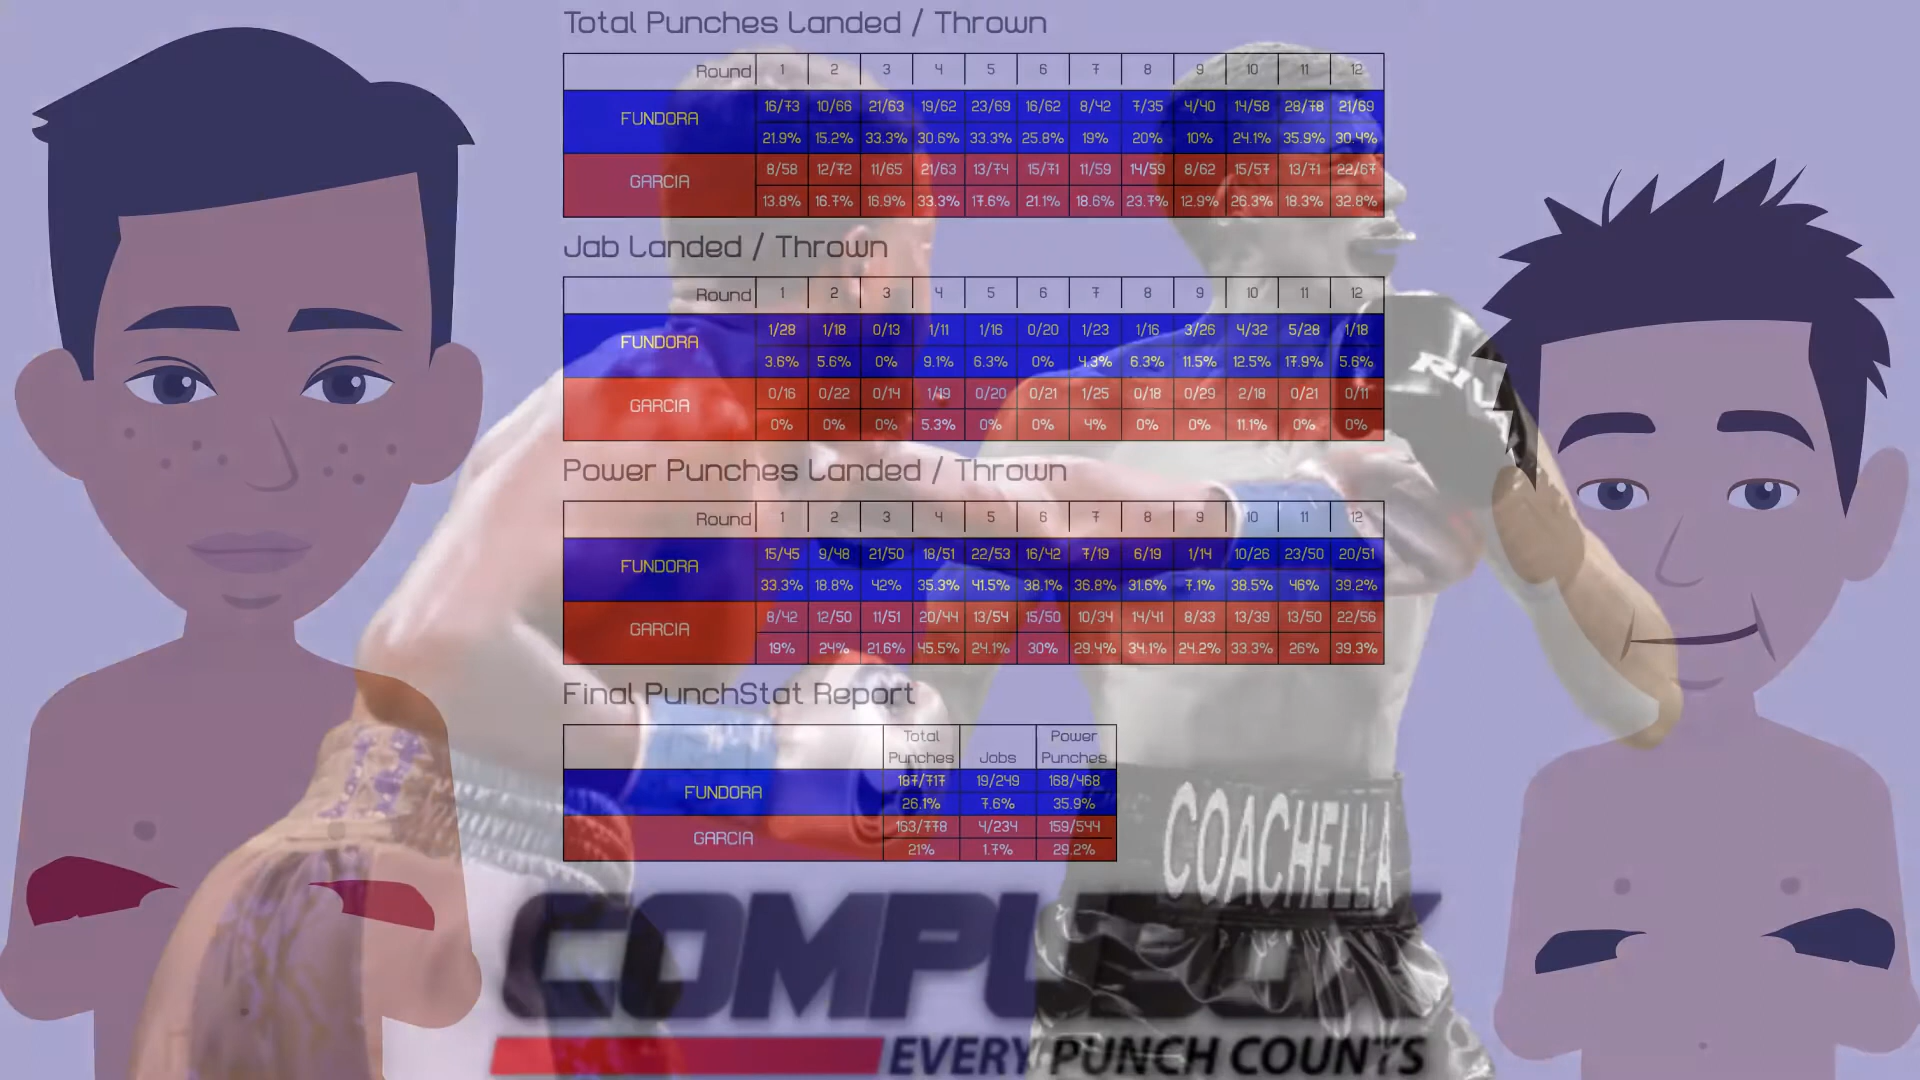 Total Punches Landed / Thrown
Round 1 2 3 4 5 6 7 8 9 10 11 12
FUNDORA
16/73 10/66 21/63 19/62 23/69 16/62 8/42 7/35 4/40 14/58 28/78 21/69
21.9% 15.2% 33.3% 30.6% 33.3% 25.8% 19% 20% 10% 24.1% 35.9% 30.4%
GARCIA
8/58 12/72 11/65 21/63 13/74 15/71 11/59 14/59 8/62 15/57 13/71 22/67
13.8% 16.7% 16.9% 33.3% 17.6% 21.1% 18.6% 23.7% 12.9% 26.3% 18.3% 32.8%
Jab Landed / Thrown
Round 1 2 3 4 5 6 7 8 9 10 11 12
FUNDORA
1/28 1/18 0/13 1/11 1/16 0/20 1/23 1/16 3/26 4/32 5/28 1/18
3.6% 5.6% 0% 9.1% 6.3% 0% 4.3% 6.3% 11.5% 12.5% 17.9% 5.6%
GARCIA
0/16 0/22 0/14 1/19 0/20 0/21 1/25 0/18 0/29 2/18 0/21 0/11
0% 0% 0% 5.3% 0% 0% 4% 0% 0% 11.1% 0% 0%
Power Punches Landed / Thrown
Round 1 2 3 4 5 6 7 8 9 10 11 12
FUNDORA
15/45 9/48 21/50 18/51 22/53 16/42 7/19 6/19 1/14 10/26 23/50 20/51
33.3% 18.8% 42% 35.3% 41.5% 38.1% 36.8% 31.6% 7.1% 38.5% 46% 39.2%
GARCIA
8/42 12/50 11/51 20/44 13/54 15/50 10/34 14/41 8/33 13/39 13/50 22/56
19% 24% 21.6% 45.5% 24.1% 30% 29.4% 34.1% 24.2% 33.3% 26% 39.3%
Final PunchStat Report
Total Punches Jobs Power Punches
FUNDORA
187/717 19/249 168/468
26.1% 7.6% 35.9%
GARCIA
163/778 4/234 159/544
21% 1.7% 29.2%
COACHELLA
EVERY PUNCH COUNTS